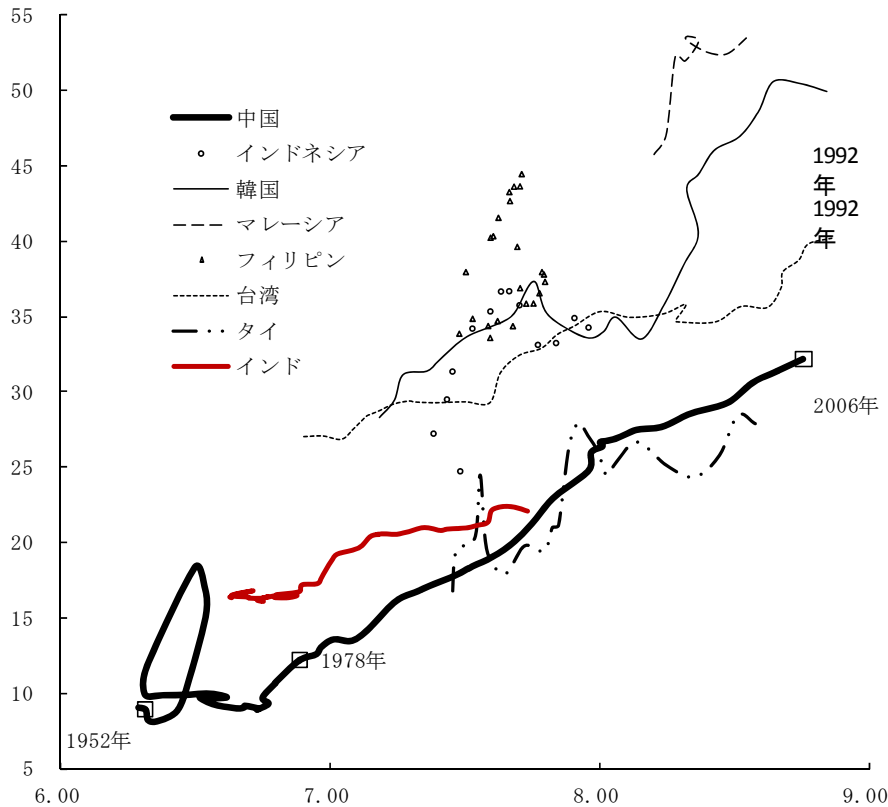 55
50
45
40
35
30
25
20
15
10
5
6.00
7.00
8.00
9.00
中国
インドネシア
韓国
マレーシア
フィリピン
台湾
タイ
インド
1992
年
1992
年
2006年
1978年
1952年